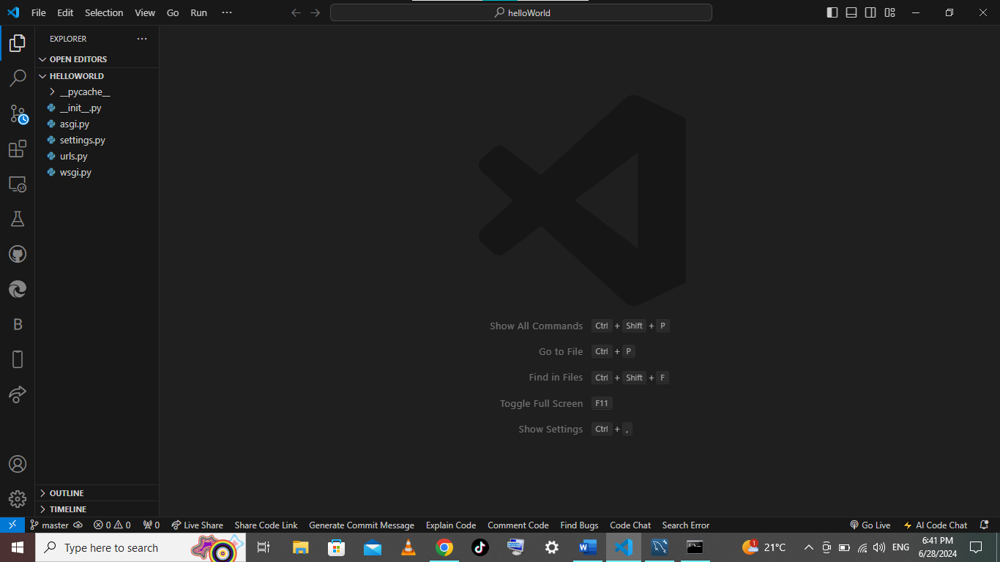 File Edit Selection View Go Run ···
helloWorld
EXPLORER ···
OPEN EDITORS
HELLOWORLD
__pycache__
__init__.py
asgi.py
settings.py
urls.py
wsgi.py
Show All Commands Ctrl + Shift + P
Go to File Ctrl + P
Find in Files Ctrl + Shift + F
Toggle Full Screen F11
Show Settings Ctrl + ,
B
OUTLINE
TIMELINE
master 0 0 0 Live Share Share Code Link Generate Commit Message Explain Code Comment Code Find Bugs Code Chat Search Error Go Live AI Code Chat
Type here to search 1 21°C ENG 6:41 PM
6/28/2024